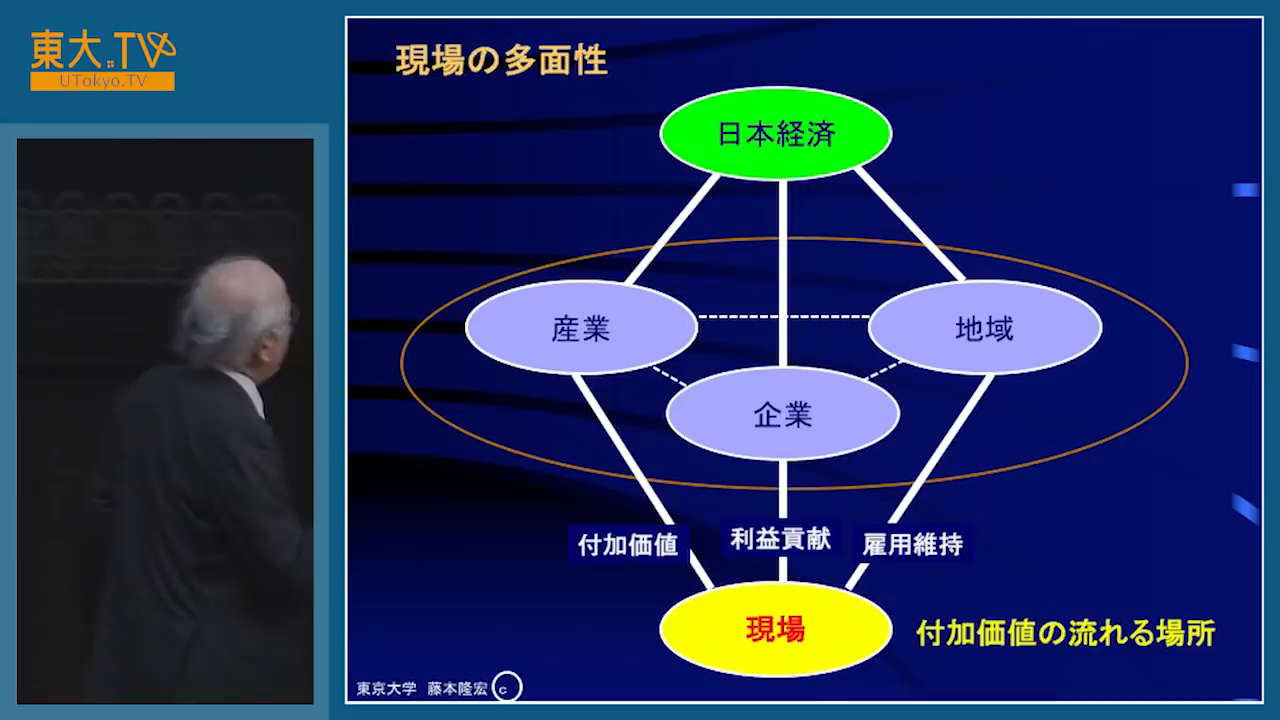 東大.TV
UTokyo.TV
現場の多面性
日本経済
産業
地域
企業
付加価値
利益貢献
雇用維持
現場
付加価値の流れる場所
東京大学 藤本隆宏 c